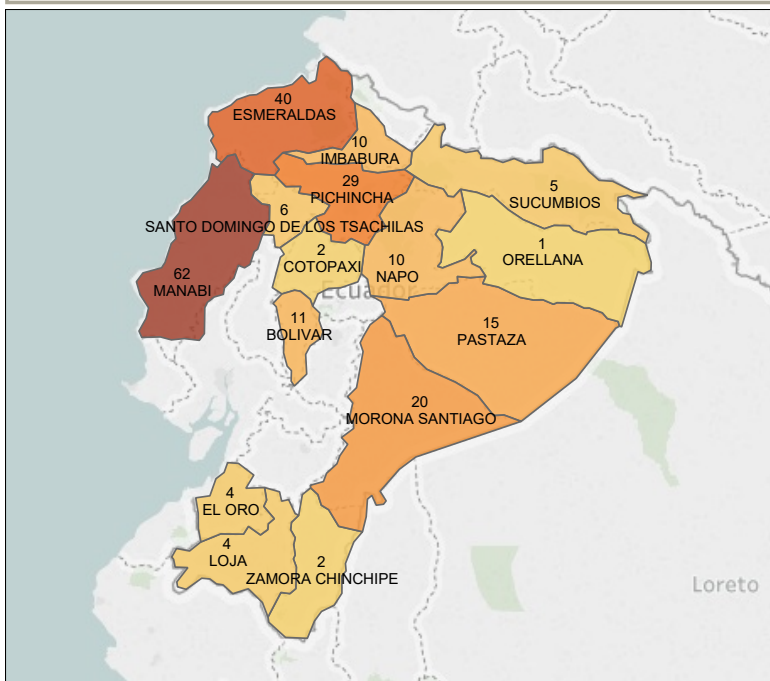 40
ESMERALDAS
10
IMBABURA
29
PICHINCHA
5
SUCUMBIOS
6
SANTO DOMINGO DE LOS TSACHILAS
1
ORELLANA
2
COTOPAXI
10
NAPO
62
MANABI
Ecuador
11
BOLIVAR
15
PASTAZA
20
MORONA SANTIAGO
4
EL ORO
4
LOJA
2
ZAMORA CHINCHIPE
Loreto